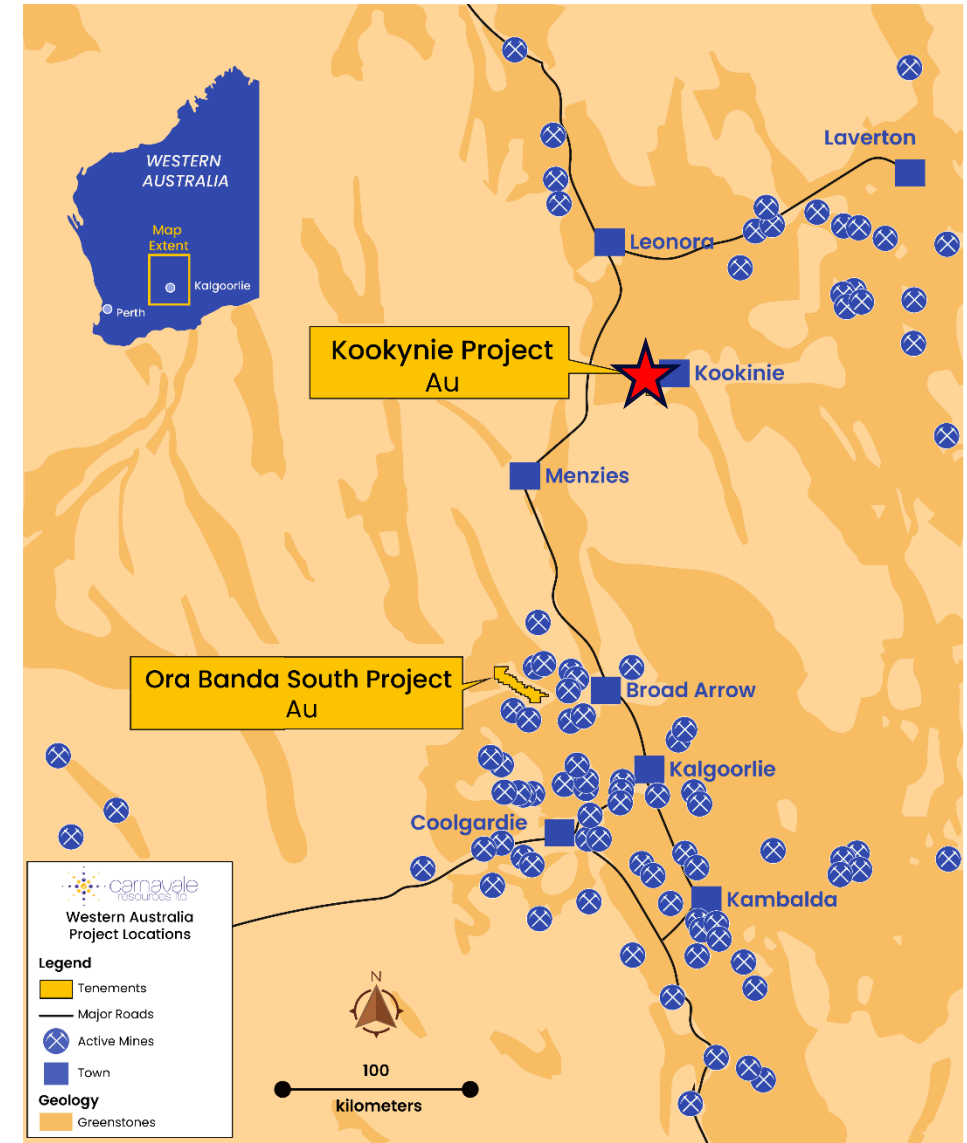 WESTERN
AUSTRALIA
Map
Extent
Kalgoorlie
Perth
Laverton
Leonora
Kookynie Project
Au
Kookinie
Menzies
Ora Banda South Project
Au
Broad Arrow
Kalgoorlie
Coolgardie
Kambalda
carnavale
resources ltd
Western Australia
Project Locations
Legend
Tenements
Major Roads
Active Mines
Town
Geology
Greenstones
N
100
kilometers